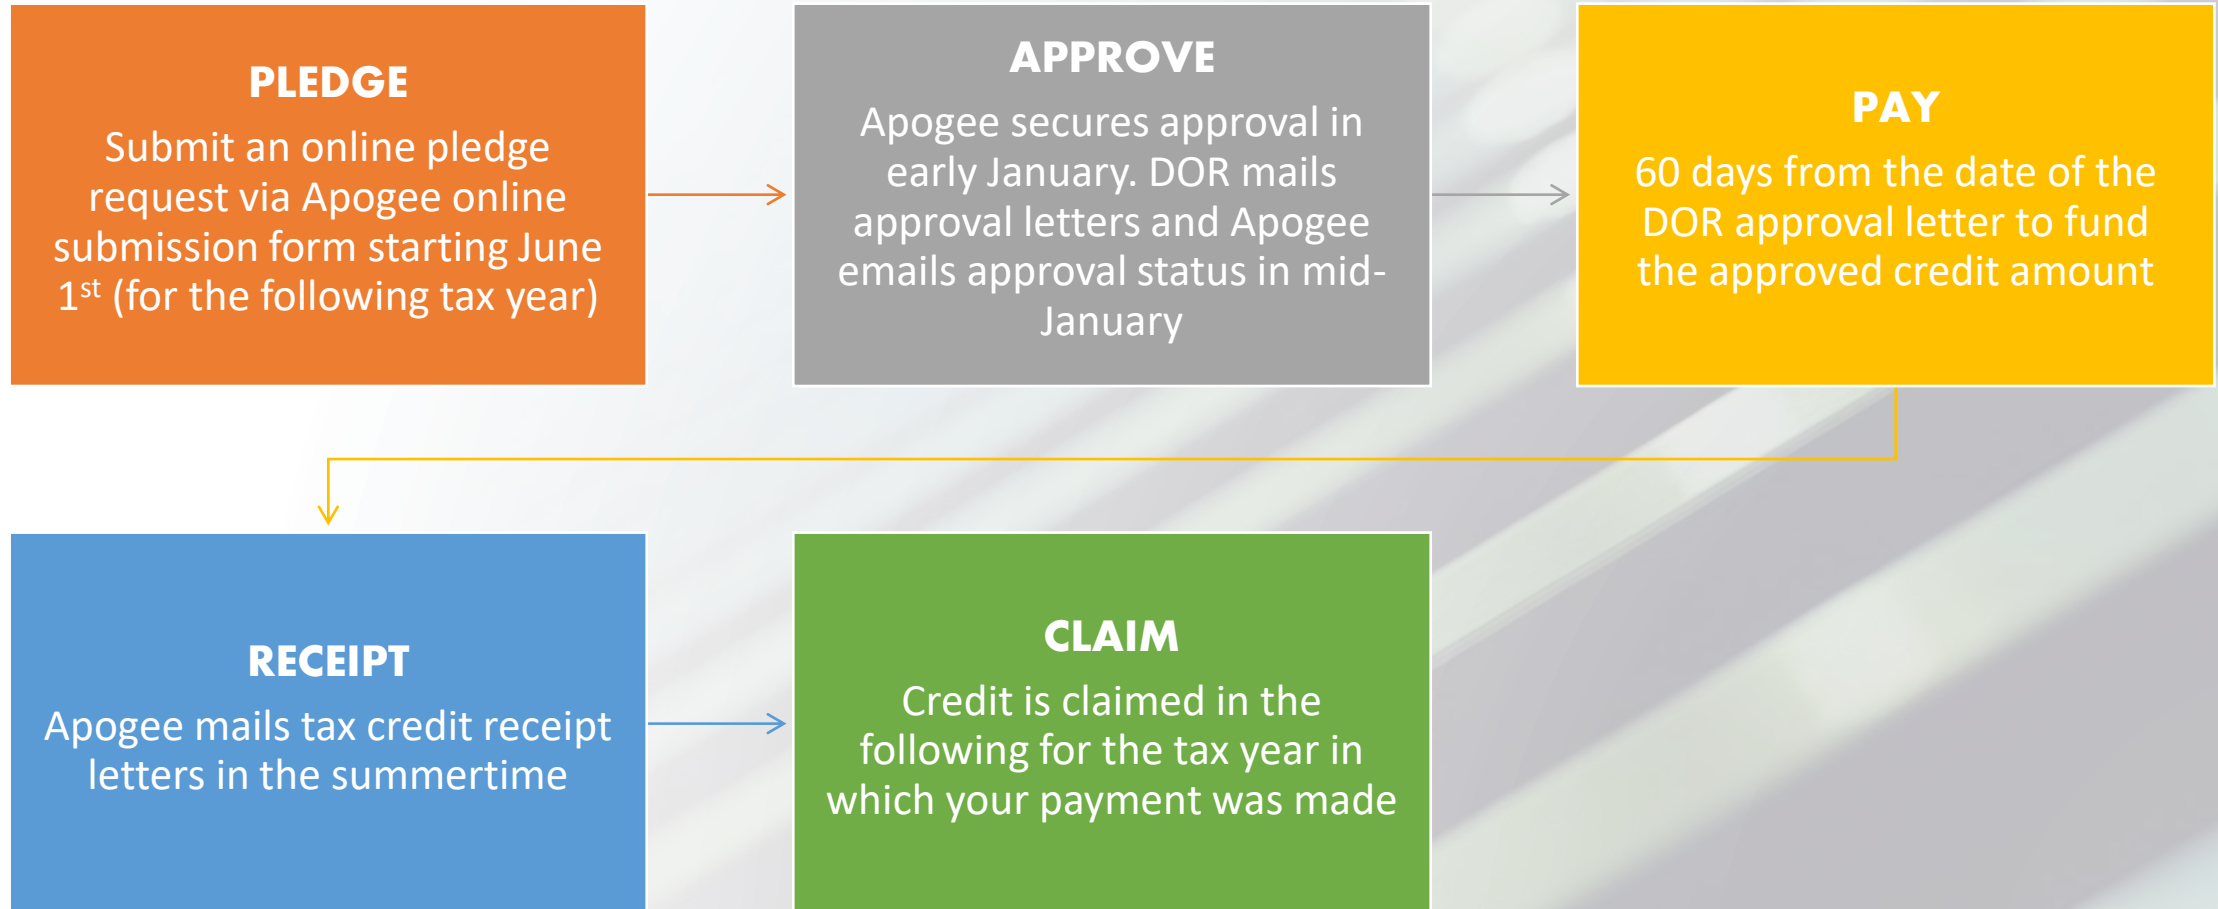 PLEDGE
Submit an online pledge
request via Apogee online
submission form starting June
1st (for the following tax year)
APPROVE
Apogee secures approval in
early January. DOR mails
approval letters and Apogee
emails approval status in mid-
January
PAY
60 days from the date of the
DOR approval letter to fund
the approved credit amount
RECEIPT
Apogee mails tax credit receipt
letters in the summertime
CLAIM
Credit is claimed in the
following for the tax year in
which your payment was made